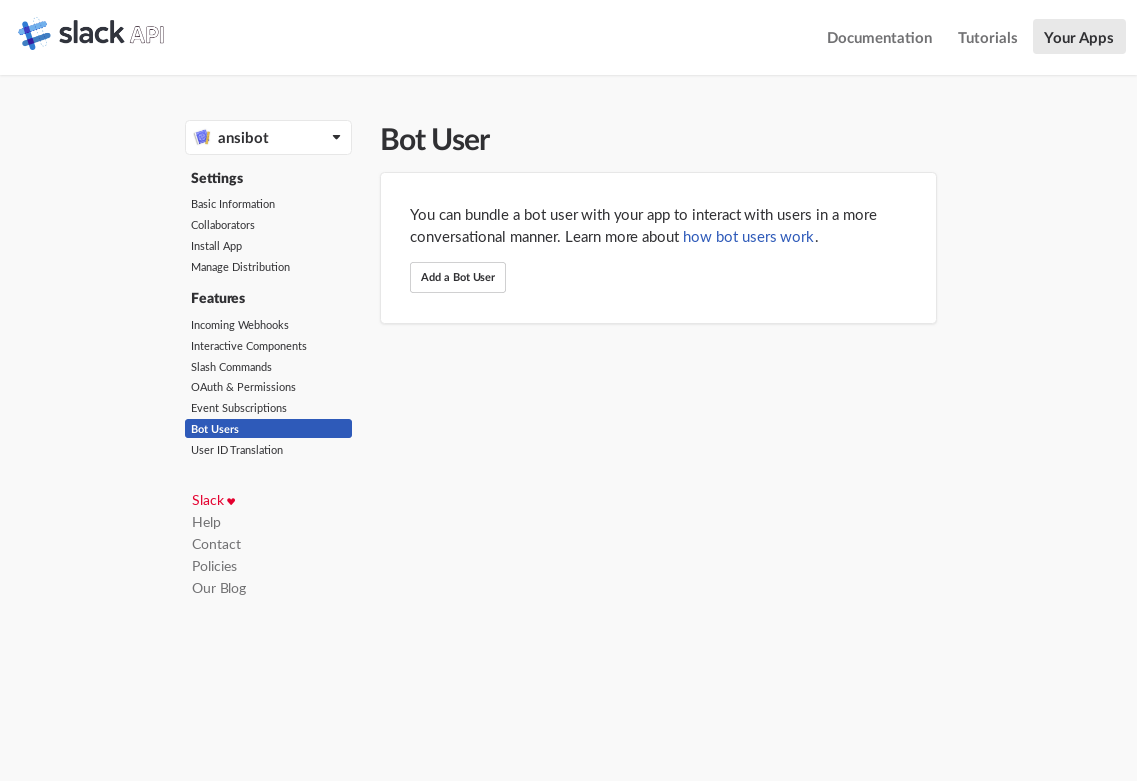 slack API
Documentation
Tutorials
Your Apps
ansibot
Settings
Basic Information
Collaborators
Install App
Manage Distribution
Features
Incoming Webhooks
Interactive Components
Slash Commands
OAuth & Permissions
Event Subscriptions
Bot Users
User ID Translation
Slack
Help
Contact
Policies
Our Blog
Bot User
You can bundle a bot user with your app to interact with users in a more
conversational manner. Learn more about how bot users work.
Add a Bot User